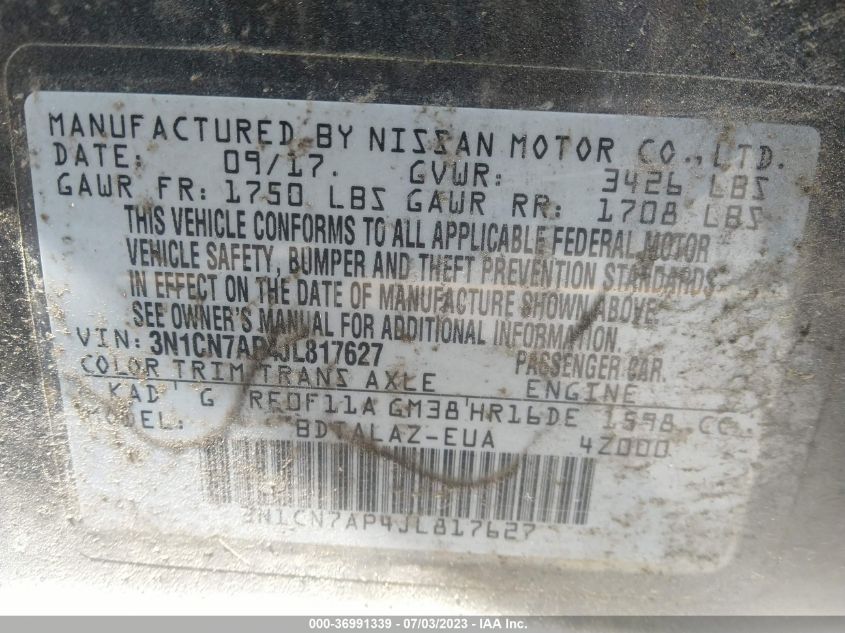 MANUFACTURED BY NISSAN MOTOR CO.,LTD.
DATE: 09/17. GVWR: 3426 LBS
GAWR FR: 1750 LBS GAWR RR: 1708 LBS
THIS VEHICLE CONFORMS TO ALL APPLICABLE FEDERAL MOTOR
VEHICLE SAFETY, BUMPER AND THEFT PREVENTION STANDARDS
IN EFFECT ON THE DATE OF MANUFACTURE SHOWN ABOVE.
SEE OWNER'S MANUAL FOR ADDITIONAL INFORMATION.
VIN: 3N1CN7AP4JL817627 PASSENGER CAR.
COLOR TRIM TRANS AXLE ENGINE
KAD G RE0F11A GM38 HR16DE 1598 CC
MODEL: BDTALAZ-EUA 4Z000
3N1CN7AP4JL817627
000-36991339 - 07/03/2023 - IAA Inc.